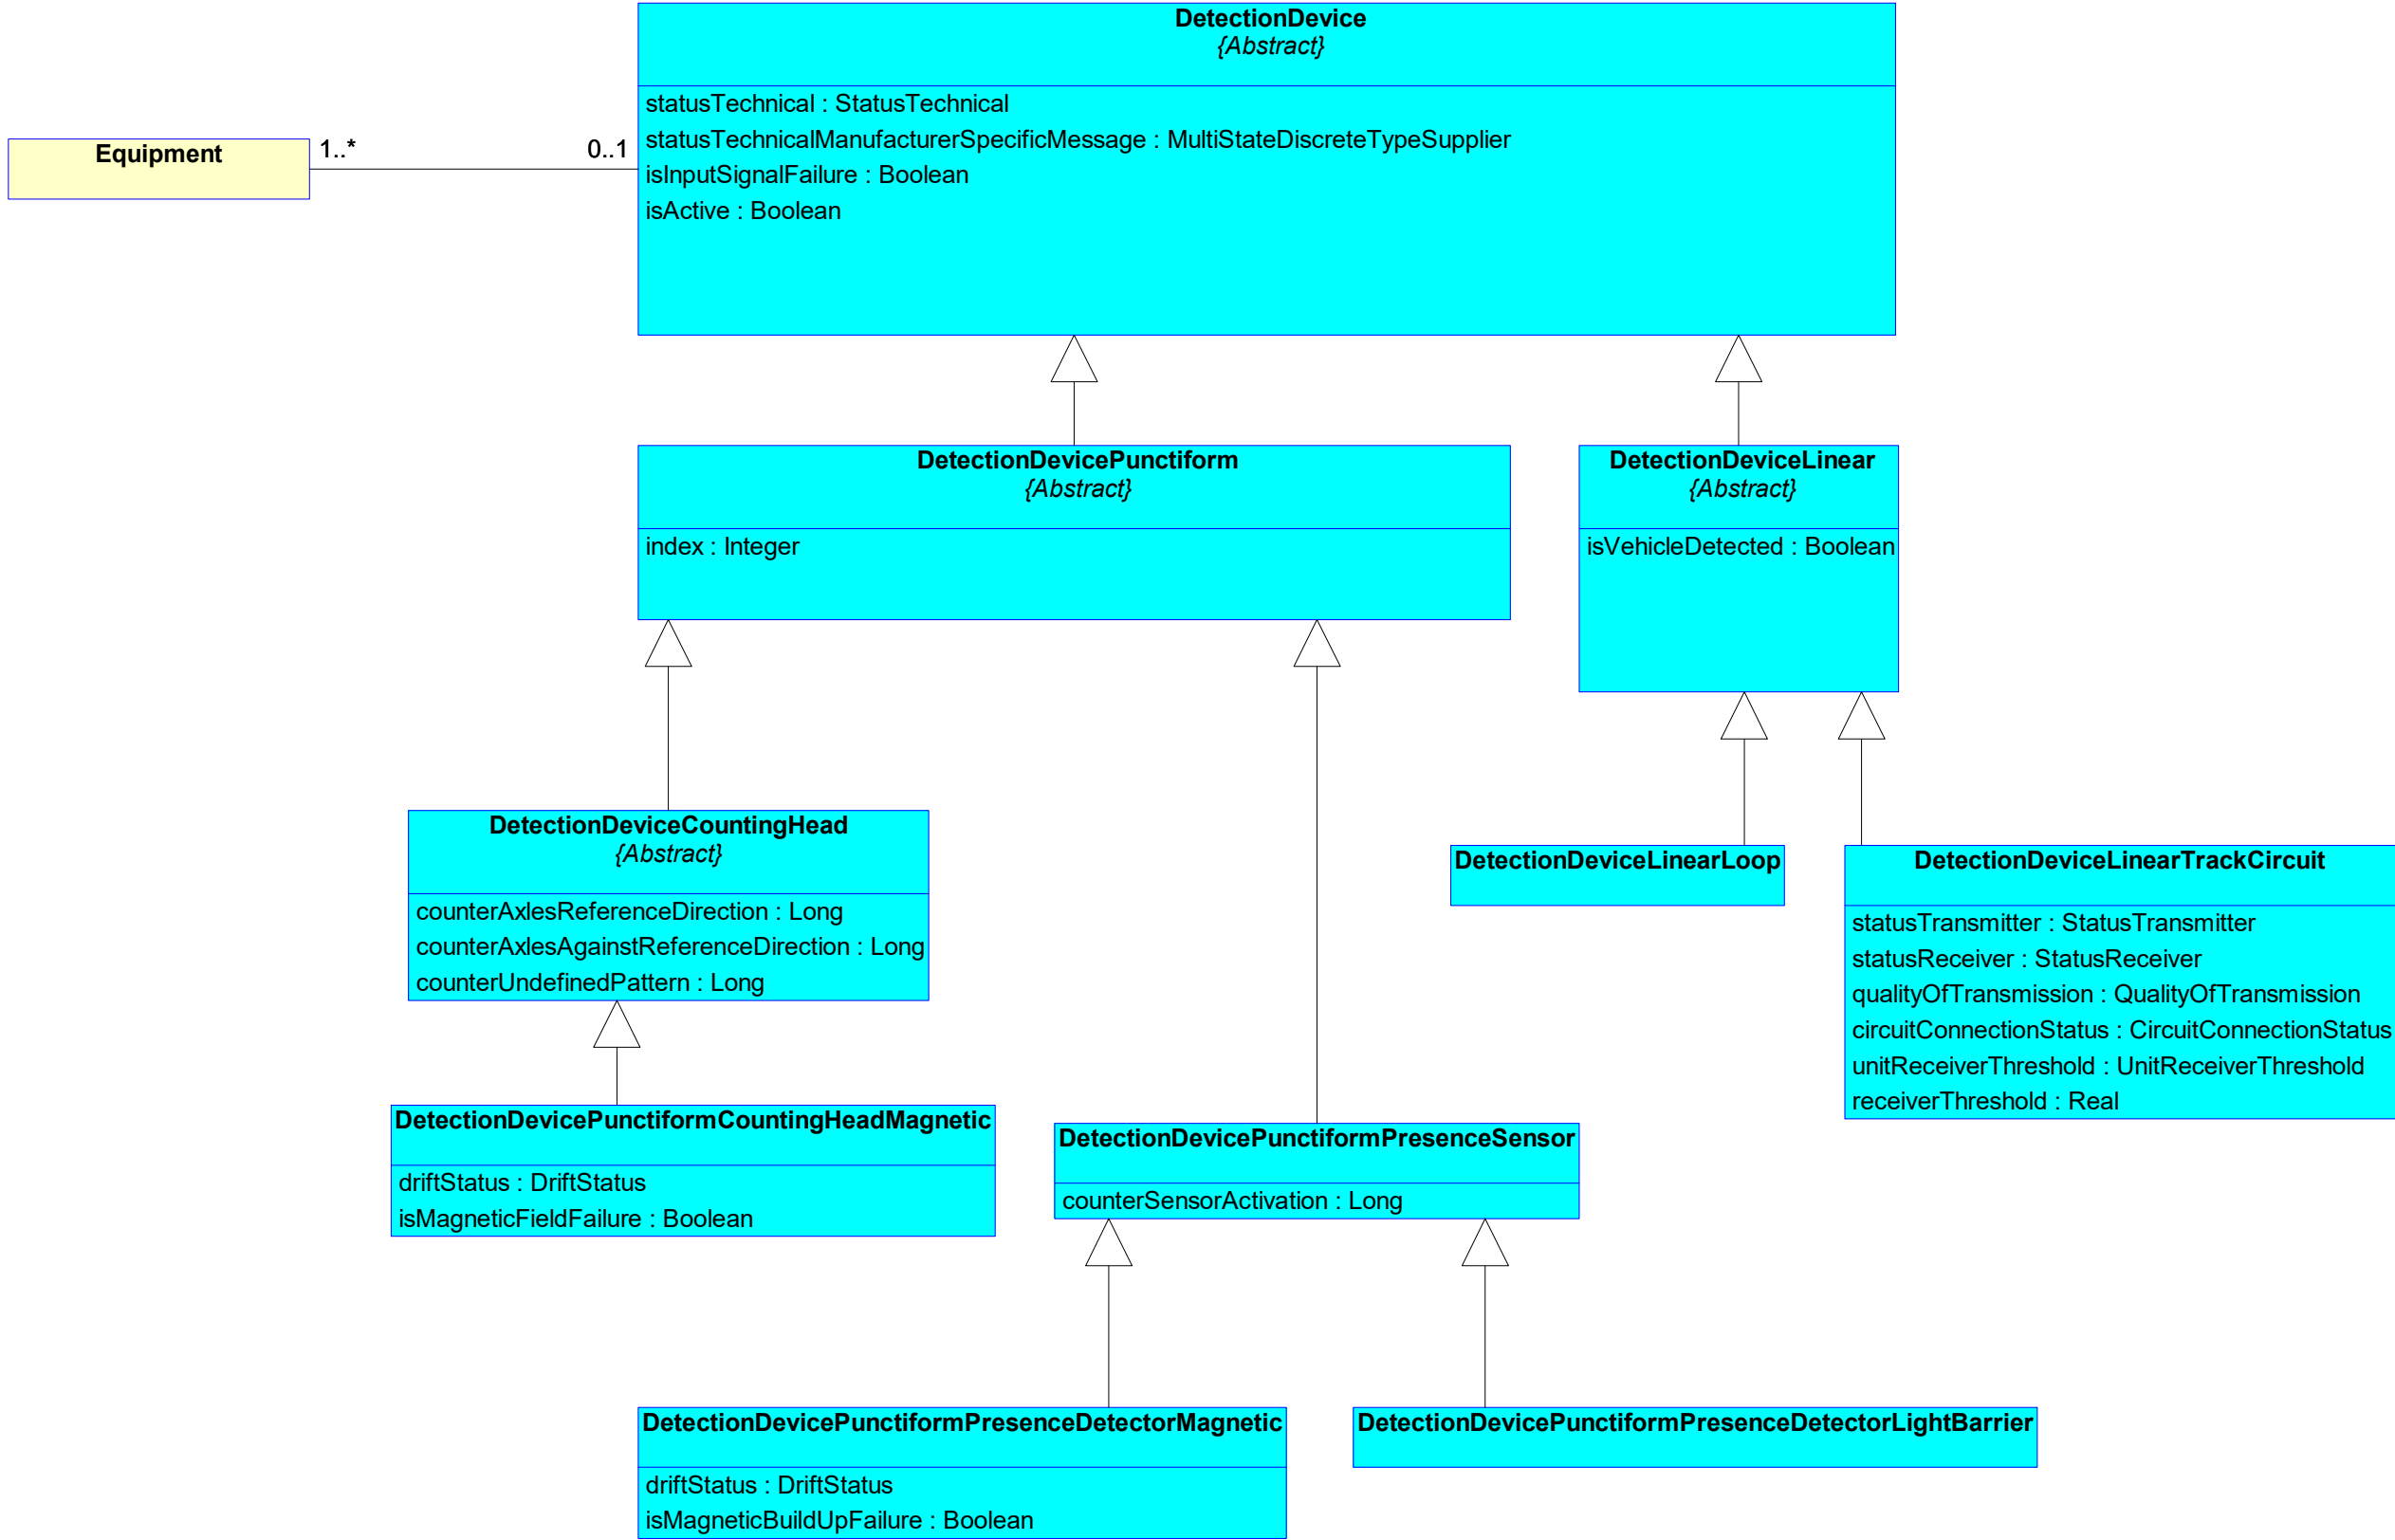 DetectionDevice
{Abstract}
statusTechnical : StatusTechnical
statusTechnicalManufacturerSpecificMessage : MultiStateDiscreteTypeSupplier
isInputSignalFailure : Boolean
isActive : Boolean
Equipment
1..*
0..1
DetectionDevicePunctiform
{Abstract}
index : Integer
DetectionDeviceLinear
{Abstract}
isVehicleDetected : Boolean
DetectionDeviceCountingHead
{Abstract}
counterAxlesReferenceDirection : Long
counterAxlesAgainstReferenceDirection : Long
counterUndefinedPattern : Long
DetectionDeviceLinearLoop
DetectionDeviceLinearTrackCircuit
statusTransmitter : StatusTransmitter
statusReceiver : StatusReceiver
qualityOfTransmission : QualityOfTransmission
circuitConnectionStatus : CircuitConnectionStatus
unitReceiverThreshold : UnitReceiverThreshold
receiverThreshold : Real
DetectionDevicePunctiformCountingHeadMagnetic
driftStatus : DriftStatus
isMagneticFieldFailure : Boolean
DetectionDevicePunctiformPresenceSensor
counterSensorActivation : Long
DetectionDevicePunctiformPresenceDetectorMagnetic
driftStatus : DriftStatus
isMagneticBuildUpFailure : Boolean
DetectionDevicePunctiformPresenceDetectorLightBarrier